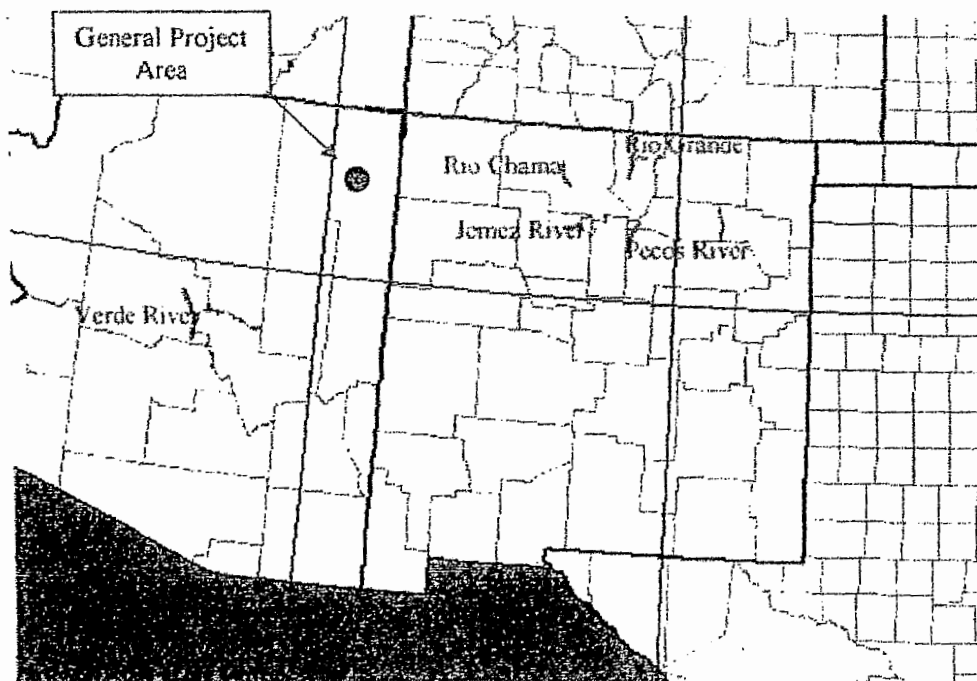 General Project
Area
Rio Grande
Rio Chama
Jemez River
Pecos River
Verde River